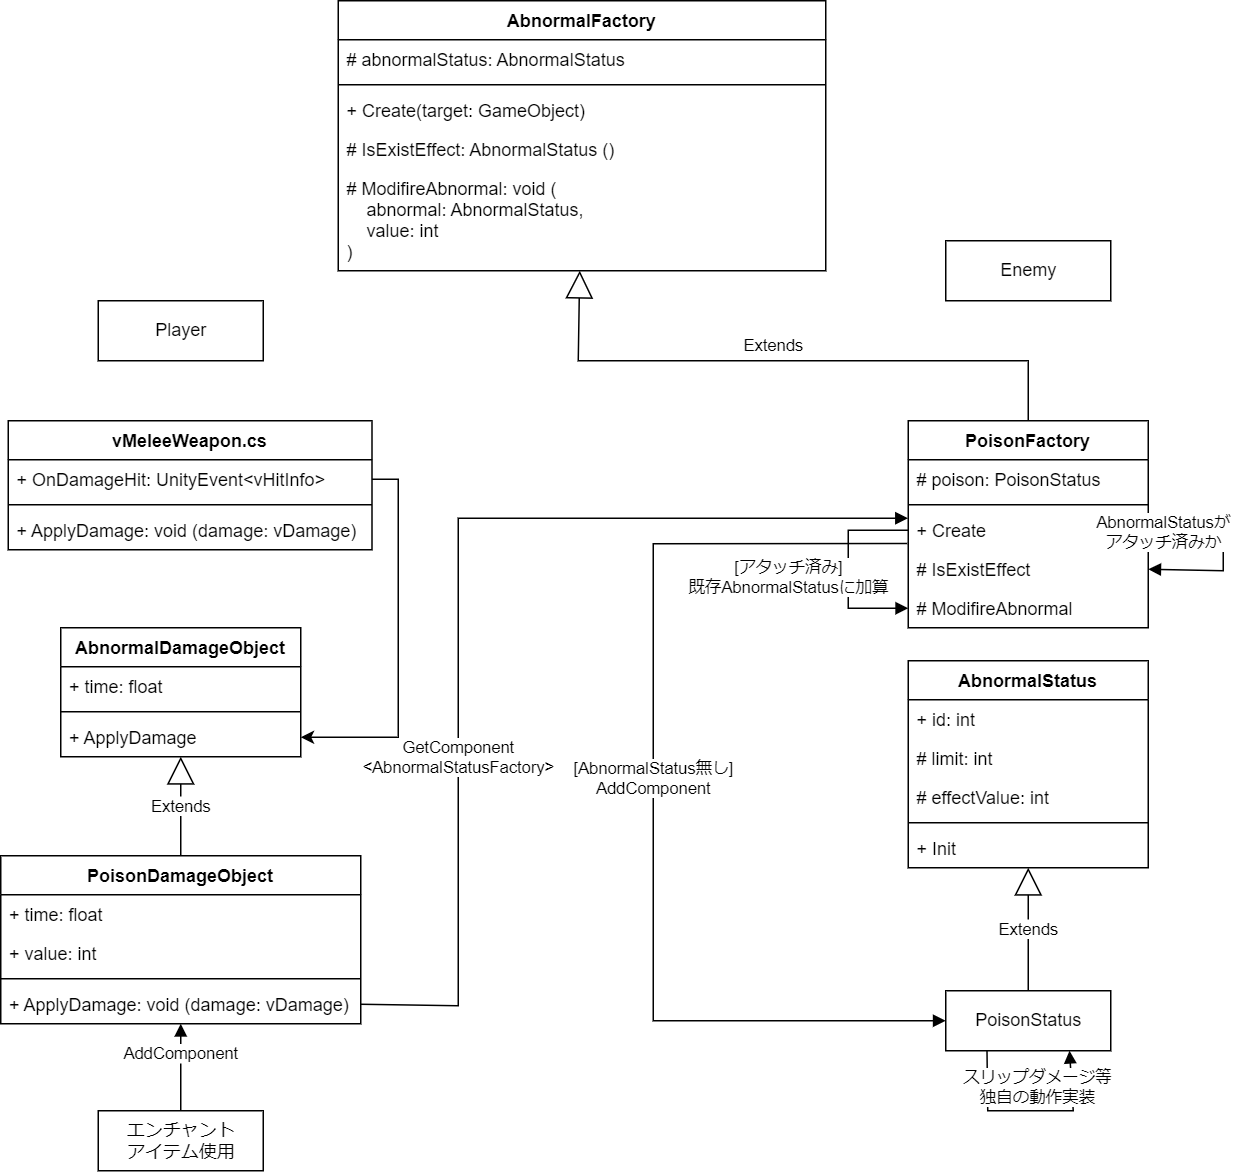 AbnormalFactory
# abnormalStatus: AbnormalStatus
+ Create(target: GameObject)
# IsExistEffect: AbnormalStatus ()
# ModifireAbnormal: void (
abnormal: AbnormalStatus,
value: int
)
Enemy
Player
Extends
vMeleeWeapon.cs
+ OnDamageHit: UnityEvent<vHitInfo>
+ ApplyDamage: void (damage: vDamage)
PoisonFactory
# poison: PoisonStatus
+ Create
# IsExistEffect
# ModifireAbnormal
AbnormalStatusが
アタッチ済みか
[アタッチ済み]
既存AbnormalStatusに加算
AbnormalDamageObject
+ time: float
+ ApplyDamage
Extends
GetComponent
<AbnormalStatusFactory>
[AbnormalStatus無し]
AddComponent
AbnormalStatus
+ id: int
# limit: int
# effectValue: int
+ Init
Extends
PoisonDamageObject
+ time: float
+ value: int
+ ApplyDamage: void (damage: vDamage)
AddComponent
エンチャント
アイテム使用
PoisonStatus
スリップダメージ等
独自の動作実装